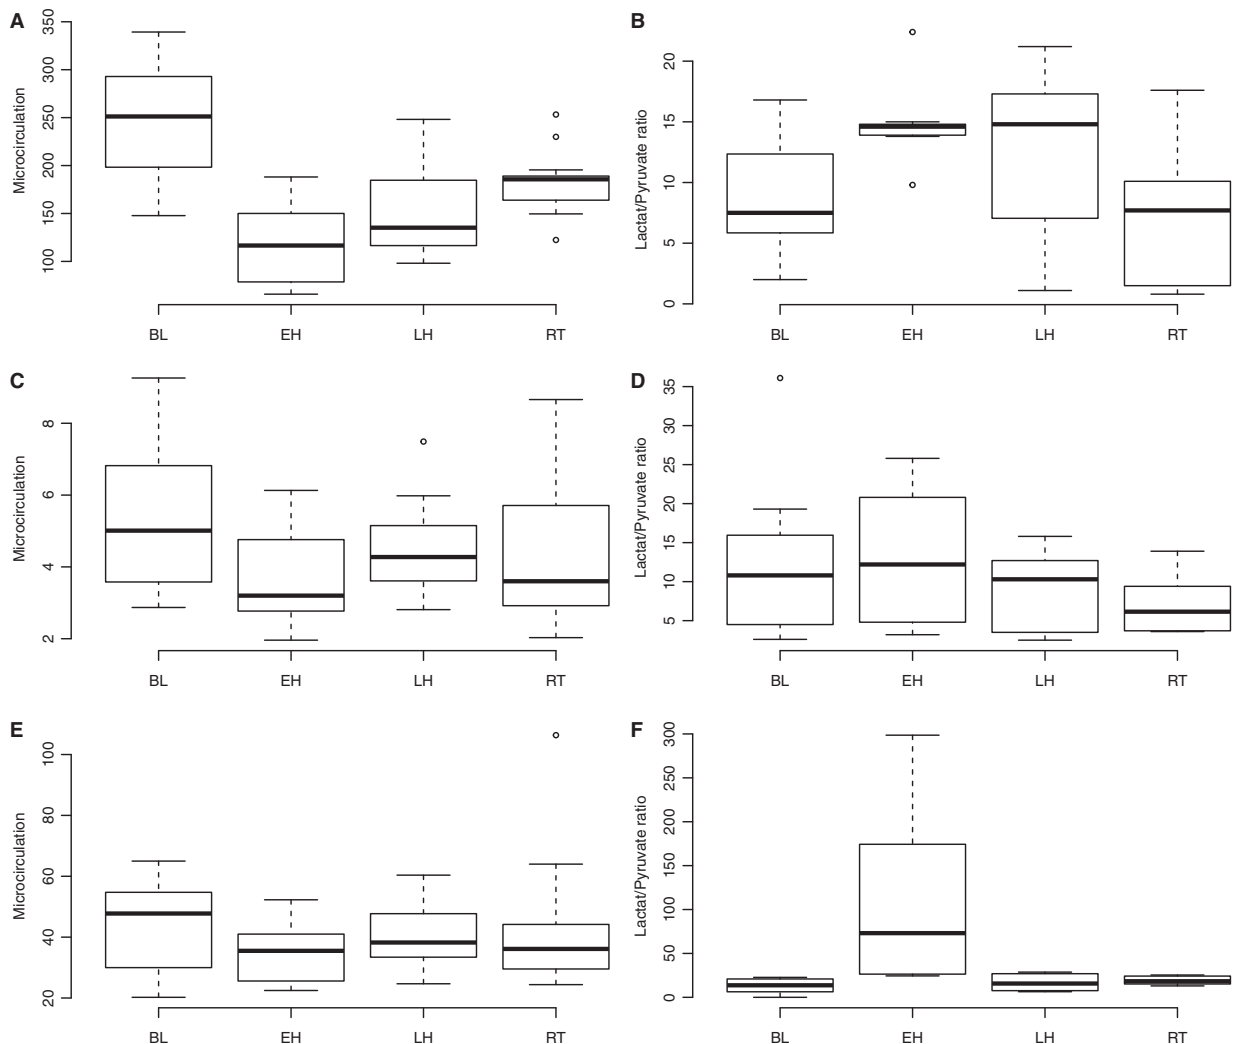 A
Microcirculation
350
300
250
200
150
100
BL EH LH RT
B
Lactat/Pyruvate ratio
20
15
10
5
0
BL EH LH RT
C
Microcirculation
8
6
4
2
BL EH LH RT
D
Lactat/Pyruvate ratio
35
30
25
20
15
10
5
BL EH LH RT
E
Microcirculation
100
80
60
40
20
BL EH LH RT
F
Lactat/Pyruvate ratio
300
250
200
150
100
50
0
BL EH LH RT